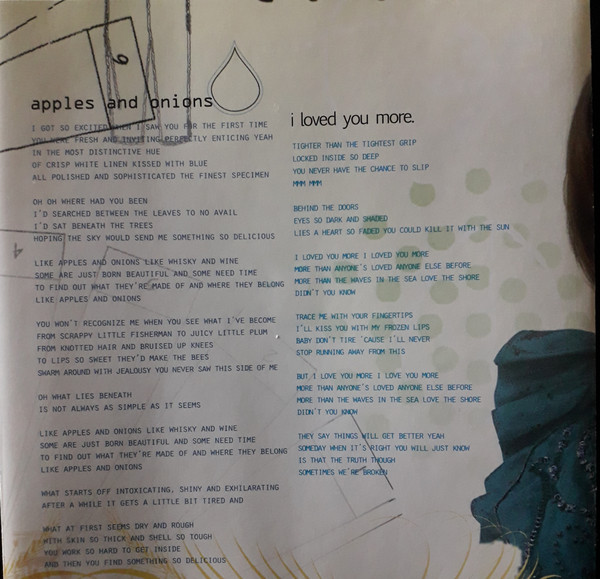 9
4
apples and onions
I GOT SO EXCITED WHEN I SAW YOU FOR THE FIRST TIME
YOU WERE FRESH AND INVITING PERFECTLY ENTICING YEAH
IN THE MOST DISTINCTIVE HUE
OF CRISP WHITE LINEN KISSED WITH BLUE
ALL POLISHED AND SOPHISTICATED THE FINEST SPECIMEN
OH OH WHERE HAD YOU BEEN
I'D SEARCHED BETWEEN THE LEAVES TO NO AVAIL
I'D SAT BENEATH THE TREES
HOPING THE SKY WOULD SEND ME SOMETHING SO DELICIOUS
LIKE APPLES AND ONIONS LIKE WHISKY AND WINE
SOME ARE JUST BORN BEAUTIFUL AND SOME NEED TIME
TO FIND OUT WHAT THEY'RE MADE OF AND WHERE THEY BELONG
LIKE APPLES AND ONIONS
YOU WON'T RECOGNIZE ME WHEN YOU SEE WHAT I'VE BECOME
FROM SCRAPPY LITTLE FISHERMAN TO JUICY LITTLE PLUM
FROM KNOTTED HAIR AND BRUISED UP KNEES
TO LIPS SO SWEET THEY'D MAKE THE BEES
SWARM AROUND WITH JEALOUSY YOU NEVER SAW THIS SIDE OF ME
OH WHAT LIES BENEATH
IS NOT ALWAYS AS SIMPLE AS IT SEEMS
LIKE APPLES AND ONIONS LIKE WHISKY AND WINE
SOME ARE JUST BORN BEAUTIFUL AND SOME NEED TIME
TO FIND OUT WHAT THEY'RE MADE OF AND WHERE THEY BELONG
LIKE APPLES AND ONIONS
WHAT STARTS OFF INTOXICATING, SHINY AND EXHILARATING
AFTER A WHILE IT GETS A LITTLE BIT TIRED AND
WHAT AT FIRST SEEMS DRY AND ROUGH
WITH SKIN SO THICK AND SHELL SO TOUGH
YOU WORK SO HARD TO GET INSIDE
AND THEN YOU FIND SOMETHING SO DELICIOUS
i loved you more.
TIGHTER THAN THE TIGHTEST GRIP
LOCKED INSIDE SO DEEP
YOU NEVER HAVE THE CHANCE TO SLIP
MMM MMM
BEHIND THE DOORS
EYES SO DARK AND SHADED
LIES A HEART SO FADED YOU COULD KILL IT WITH THE SUN
I LOVED YOU MORE I LOVED YOU MORE
MORE THAN ANYONE'S LOVED ANYONE ELSE BEFORE
MORE THAN THE WAVES IN THE SEA LOVE THE SHORE
DIDN'T YOU KNOW
TRACE ME WITH YOUR FINGERTIPS
I'LL KISS YOU WITH MY FROZEN LIPS
BABY DON'T TIRE 'CAUSE I'LL NEVER
STOP RUNNING AWAY FROM THIS
BUT I LOVE YOU MORE I LOVE YOU MORE
MORE THAN ANYONE'S LOVED ANYONE ELSE BEFORE
MORE THAN THE WAVES IN THE SEA LOVE THE SHORE
DIDN'T YOU KNOW
THEY SAY THINGS WILL GET BETTER YEAH
SOMEDAY WHEN IT'S RIGHT YOU WILL JUST KNOW
IS THAT THE TRUTH THOUGH
SOMETIMES WE'RE BROKEN